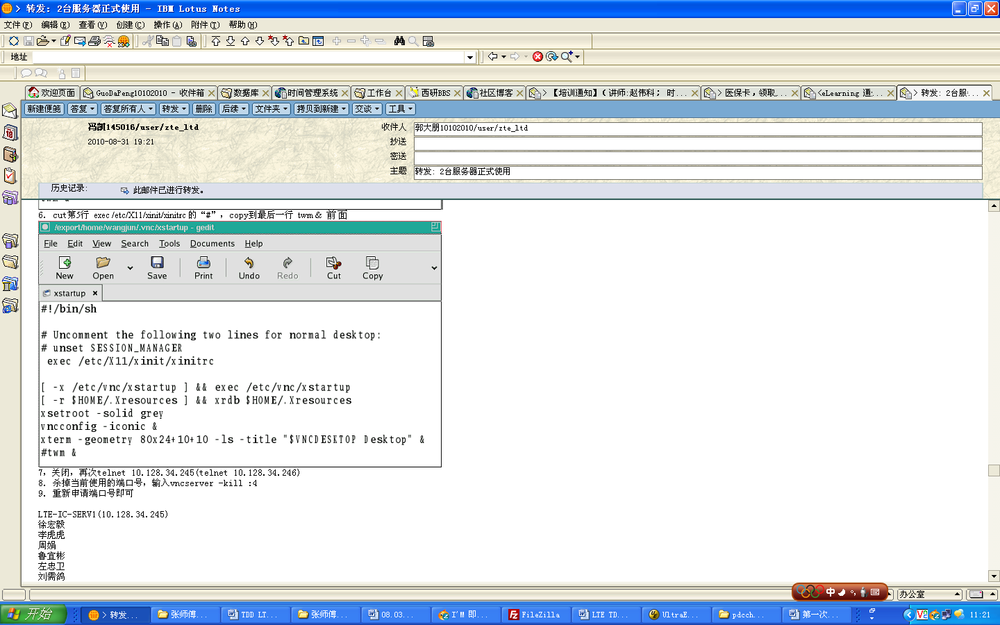 转发: 2台服务器正式使用 - IBM Lotus Notes
文件(F) 编辑(E) 查看(V) 创建(C) 操作(A) 附件(T) 帮助(H)
地址
欢迎页面 GuoDaPeng10102010 - 收件箱 数据库 时间管理系统 工作台 西研BBS 社区博客 【培训通知】(讲师:赵伟科; 时... 医保卡,领取... <eLearning 通... 转发: 2台服...
新建便笺 答复 答复所有人 转发 删除 后续 文件夹 拷贝到新建 交谈 工具
冯凯145016/user/zte_ltd
2010-08-31 19:21
收件人 郭大朋10102010/user/zte_ltd
抄送
密送
主题 转发: 2台服务器正式使用
历史记录: 此邮件已进行转发。
6. cut第5行 exec /etc/X11/xinit/xinitrc 的“#”, copy到最后一行 twm & 前面
/export/home/wangjun/.vnc/xstartup - gedit
File Edit View Search Tools Documents Help
New Open Save Print Undo Redo Cut Copy
xstartup
#!/bin/sh
# Uncomment the following two lines for normal desktop:
# unset SESSION_MANAGER
exec /etc/X11/xinit/xinitrc
[ -x /etc/vnc/xstartup ] && exec /etc/vnc/xstartup
[ -r $HOME/.Xresources ] && xrdb $HOME/.Xresources
xsetroot -solid grey
vncconfig -iconic &
xterm -geometry 80x24+10+10 -ls -title "$VNCDESKTOP Desktop" &
#twm &
7, 关闭, 再次telnet 10.128.34.245(telnet 10.128.34.246)
8. 杀掉当前使用的端口号, 输入vncserver -kill :4
9. 重新申请端口号即可
LTE-IC-SERV1(10.128.34.245)
徐宏毅
李虎虎
周娟
鲁宜彬
左忠卫
刘需鸽
中
办公室
开始 转发... 张师傅... TDD LT... 张师傅... 08.03... I'M 即... FileZilla LTE TD... UltraE... pdcch... 第一次... 11:21